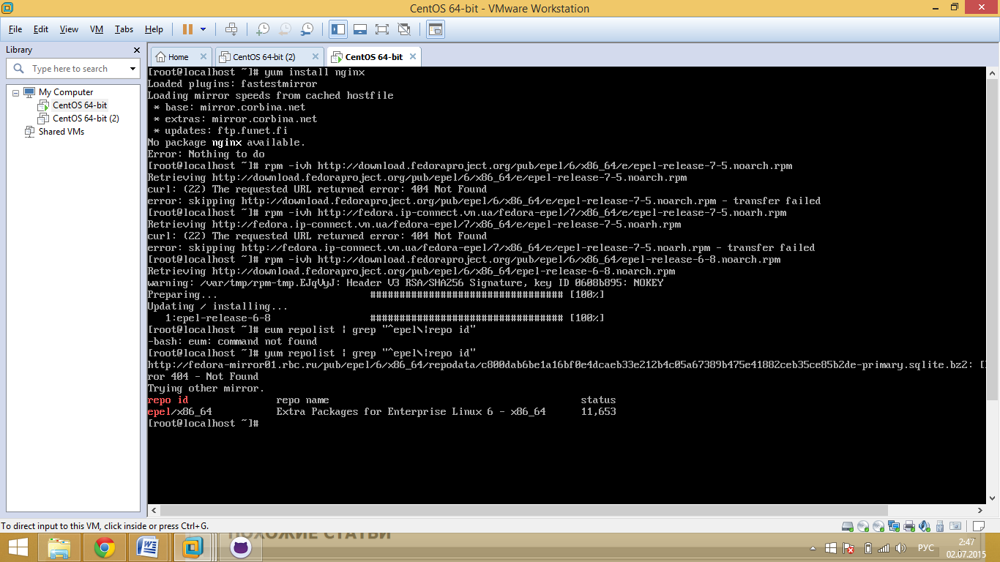 CentOS 64-bit - VMware Workstation
File Edit View VM Tabs Help
Library
Type here to search
My Computer
CentOS 64-bit
CentOS 64-bit (2)
Shared VMs
Home CentOS 64-bit (2) CentOS 64-bit
[root@localhost ~]# yum install nginx
Loaded plugins: fastestmirror
Loading mirror speeds from cached hostfile
* base: mirror.corbina.net
* extras: mirror.corbina.net
* updates: ftp.funet.fi
No package nginx available.
Error: Nothing to do
[root@localhost ~]# rpm -ivh http://download.fedoraproject.org/pub/epel/6/x86_64/e/epel-release-7-5.noarch.rpm
Retrieving http://download.fedoraproject.org/pub/epel/6/x86_64/e/epel-release-7-5.noarch.rpm
curl: (22) The requested URL returned error: 404 Not Found
error: skipping http://download.fedoraproject.org/pub/epel/6/x86_64/e/epel-release-7-5.noarch.rpm - transfer failed
[root@localhost ~]# rpm -ivh http://fedora.ip-connect.vn.ua/fedora-epel/7/x86_64/e/epel-release-7-5.noarh.rpm
Retrieving http://fedora.ip-connect.vn.ua/fedora-epel/7/x86_64/e/epel-release-7-5.noarh.rpm
curl: (22) The requested URL returned error: 404 Not Found
error: skipping http://fedora.ip-connect.vn.ua/fedora-epel/7/x86_64/e/epel-release-7-5.noarh.rpm - transfer failed
[root@localhost ~]# rpm -ivh http://download.fedoraproject.org/pub/epel/6/x86_64/epel-release-6-8.noarch.rpm
Retrieving http://download.fedoraproject.org/pub/epel/6/x86_64/epel-release-6-8.noarch.rpm
warning: /var/tmp/rpm-tmp.EJqVyJ: Header V3 RSA/SHA256 Signature, key ID 0608b895: NOKEY
Preparing... ################################# [100%]
Updating / installing...
1:epel-release-6-8 ################################# [100%]
[root@localhost ~]# eum repolist | grep "^epel\|repo id"
-bash: eum: command not found
[root@localhost ~]# yum repolist | grep "^epel\|repo id"
http://fedora-mirror01.rbc.ru/pub/epel/6/x86_64/repodata/c800dab6be1a16bf0e4dcaeb33e212b4c05a67389b475e41882ceb35ce85b2de-primary.sqlite.bz2: [
ror 404 - Not Found
Trying other mirror.
repo id repo name status
epel/x86_64 Extra Packages for Enterprise Linux 6 - x86_64 11,653
[root@localhost ~]#
To direct input to this VM, click inside or press Ctrl+G.
ПОХОЖИЕ СТАТЬИ
РУС
2:47
02.07.2015